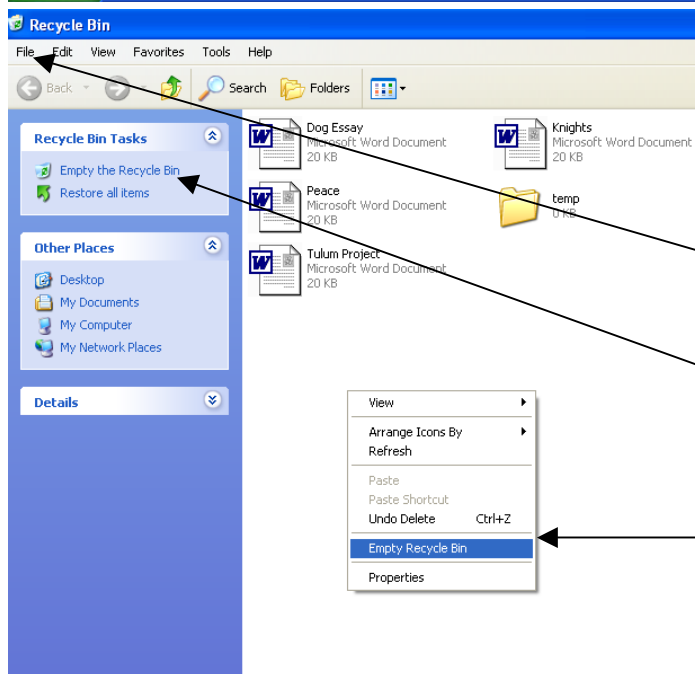 Recycle Bin
File Edit View Favorites Tools Help
Back Search Folders
Recycle Bin Tasks
Empty the Recycle Bin
Restore all items
Other Places
Desktop
My Documents
My Computer
My Network Places
Details
Dog Essay
Microsoft Word Document
20 KB
Knights
Microsoft Word Document
20 KB
Peace
Microsoft Word Document
20 KB
temp
0 KB
Tulum Project
Microsoft Word Document
20 KB
View
Arrange Icons By
Refresh
Paste
Paste Shortcut
Undo Delete Ctrl+Z
Empty Recycle Bin
Properties